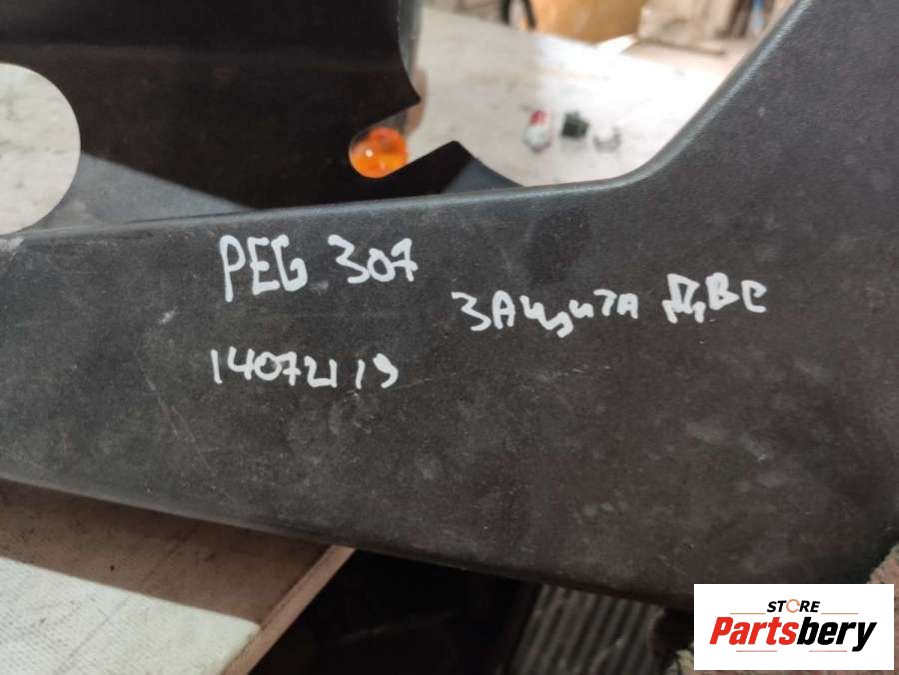 PEG 307
ЗАЩИТА ДВС
14072119
STORE
Partsbery